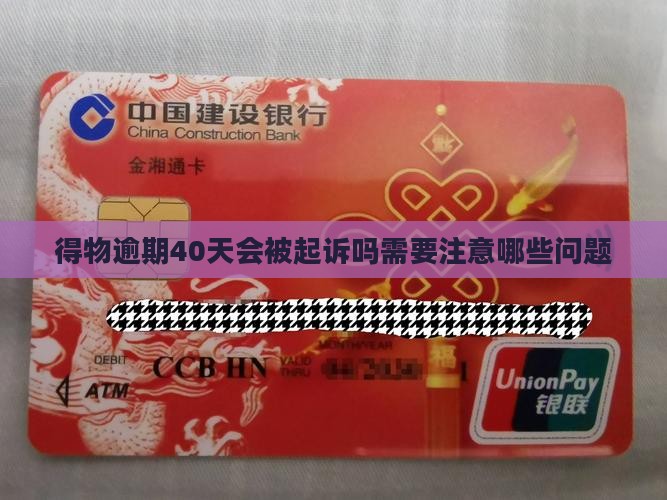 中国建设银行
China Construction Bank
金湘通卡
得物逾期40天会被起诉吗需要注意哪些问题
MONTH/YEAR
DEBIT
CCB HN
VALID
THRU
ATM
UnionPay
银联